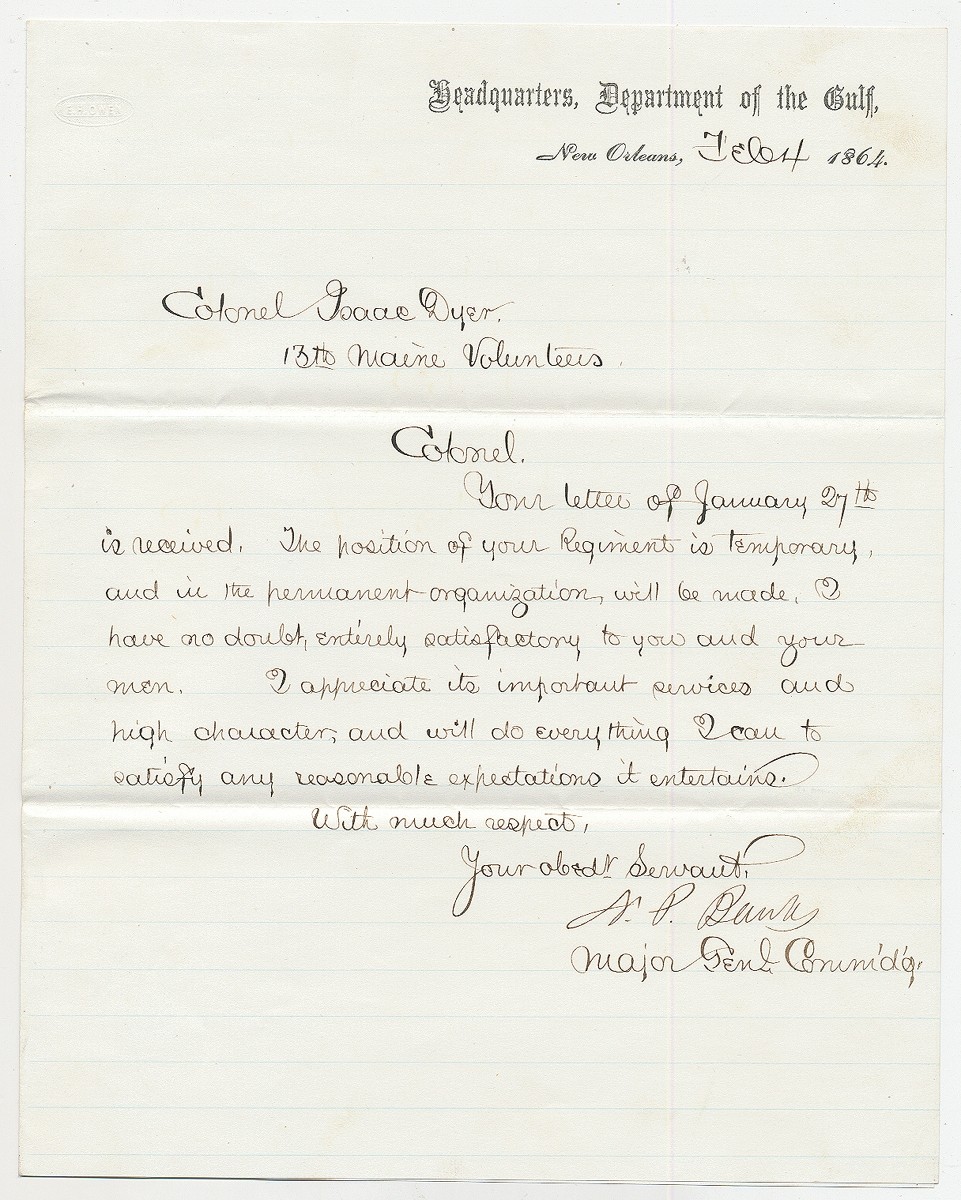 E.H. OWEN
Headquarters, Department of the Gulf,
New Orleans, Feb 4 1864.
Colonel Isaac Dyer.
13th Maine Volunteers.
Colonel.
Your letter of January 27th
is received. The position of your Regiment is temporary,
and in the permanent organization, will be made, I
have no doubt, entirely satisfactory to you and your
men. I appreciate its important services and
high character, and will do everything I can to
satisfy any reasonable expectations it entertains.
With much respect,
Your obedt Servant,
N. P. Banks
Major Genl Commd'g.